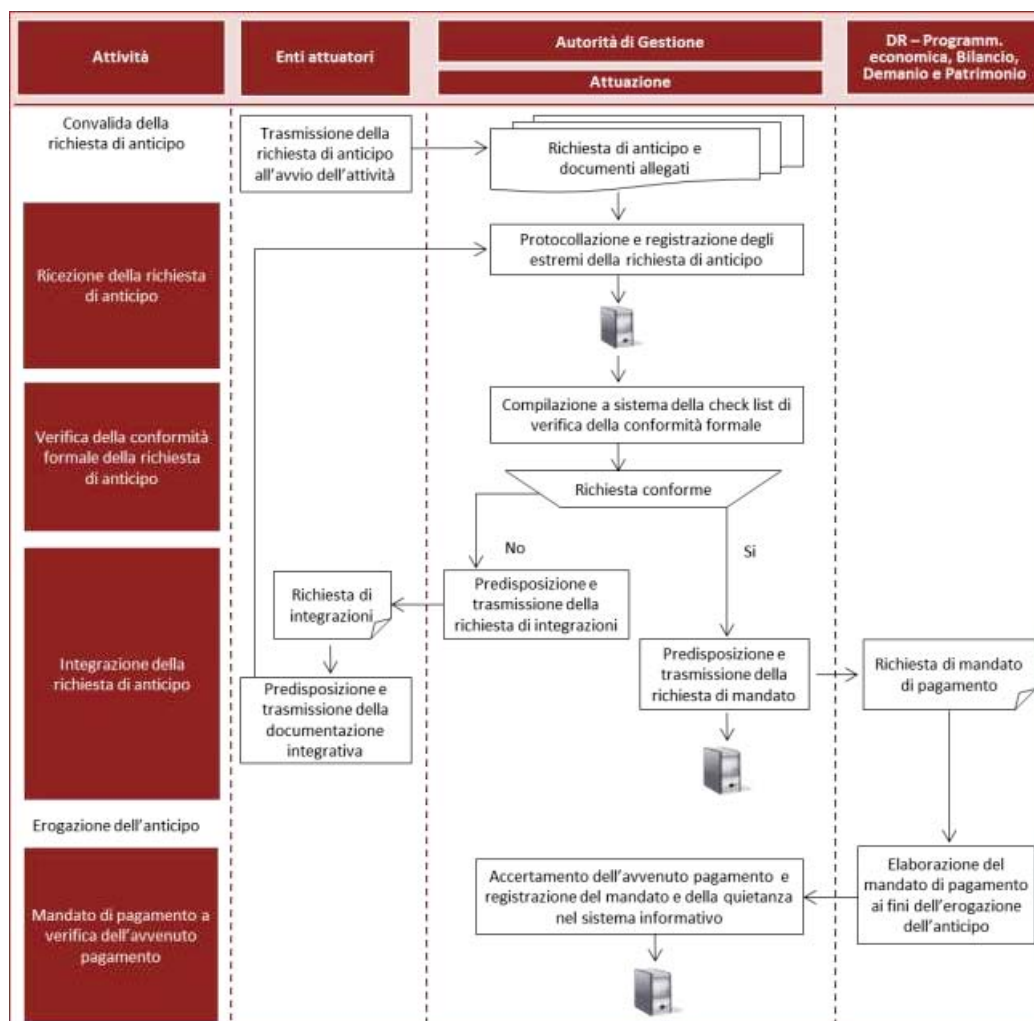 Attività
Enti attuatori
Autorità di Gestione
Attuazione
DR – Programm.
economica, Bilancio,
Demanio e Patrimonio
Convalida della
richiesta di anticipo
Trasmissione della
richiesta di anticipo
all'avvio dell'attività
Richiesta di anticipo e
documenti allegati
Ricezione della richiesta
di anticipo
Protocollazione e registrazione degli
estremi della richiesta di anticipo
Verifica della conformità
formale della richiesta
di anticipo
Compilazione a sistema della check list di
verifica della conformità formale
Richiesta conforme
No
Si
Integrazione della
richiesta di anticipo
Richiesta di
integrazioni
Predisposizione e
trasmissione della
richiesta di integrazioni
Predisposizione e
trasmissione della
documentazione
integrativa
Predisposizione e
trasmissione della
richiesta di mandato
Richiesta di mandato
di pagamento
Erogazione dell'anticipo
Mandato di pagamento a
verifica dell'avvenuto
pagamento
Accertamento dell'avvenuto pagamento e
registrazione del mandato e della quietanza
nel sistema informativo
Elaborazione del
mandato di pagamento
ai fini dell'erogazione
dell'anticipo